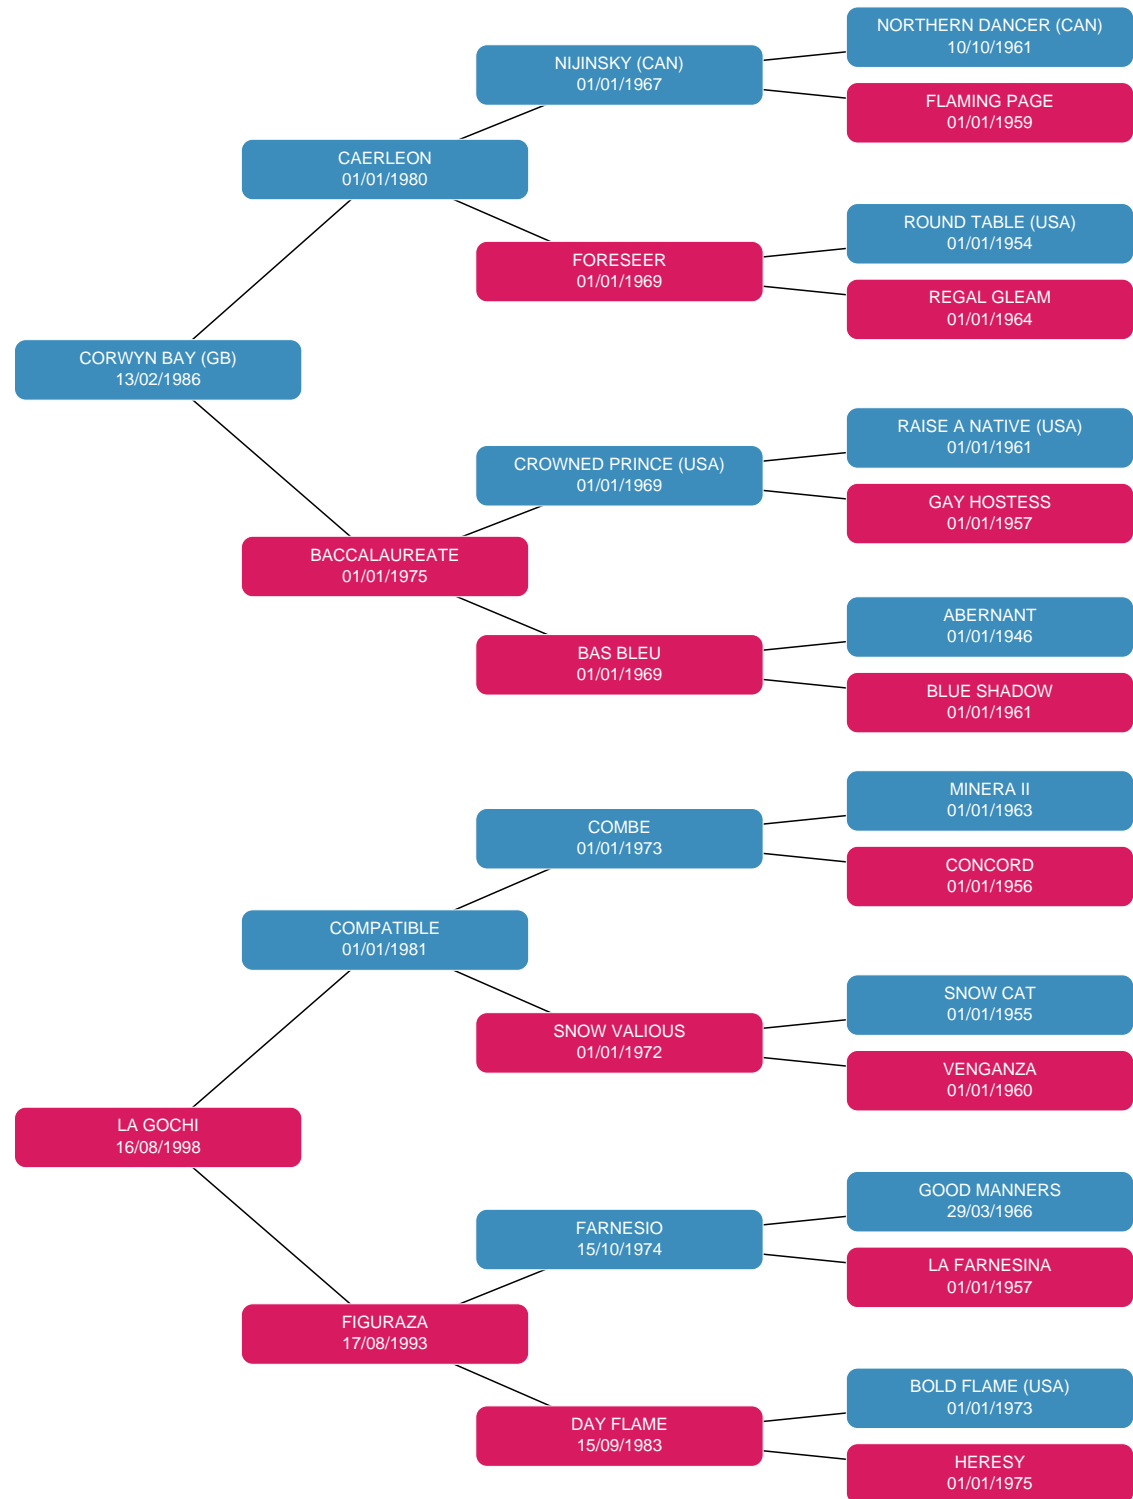 NORTHERN DANCER (CAN)
10/10/1961
NIJINSKY (CAN)
01/01/1967
FLAMING PAGE
01/01/1959
CAERLEON
01/01/1980
ROUND TABLE (USA)
01/01/1954
FORESEER
01/01/1969
REGAL GLEAM
01/01/1964
CORWYN BAY (GB)
13/02/1986
RAISE A NATIVE (USA)
01/01/1961
CROWNED PRINCE (USA)
01/01/1969
GAY HOSTESS
01/01/1957
BACCALAUREATE
01/01/1975
ABERNANT
01/01/1946
BAS BLEU
01/01/1969
BLUE SHADOW
01/01/1961
MINERA II
01/01/1963
COMBE
01/01/1973
CONCORD
01/01/1956
COMPATIBLE
01/01/1981
SNOW CAT
01/01/1955
SNOW VALIOUS
01/01/1972
VENGANZA
01/01/1960
LA GOCHI
16/08/1998
GOOD MANNERS
29/03/1966
FARNESIO
15/10/1974
LA FARNESINA
01/01/1957
FIGURAZA
17/08/1993
BOLD FLAME (USA)
01/01/1973
DAY FLAME
15/09/1983
HERESY
01/01/1975